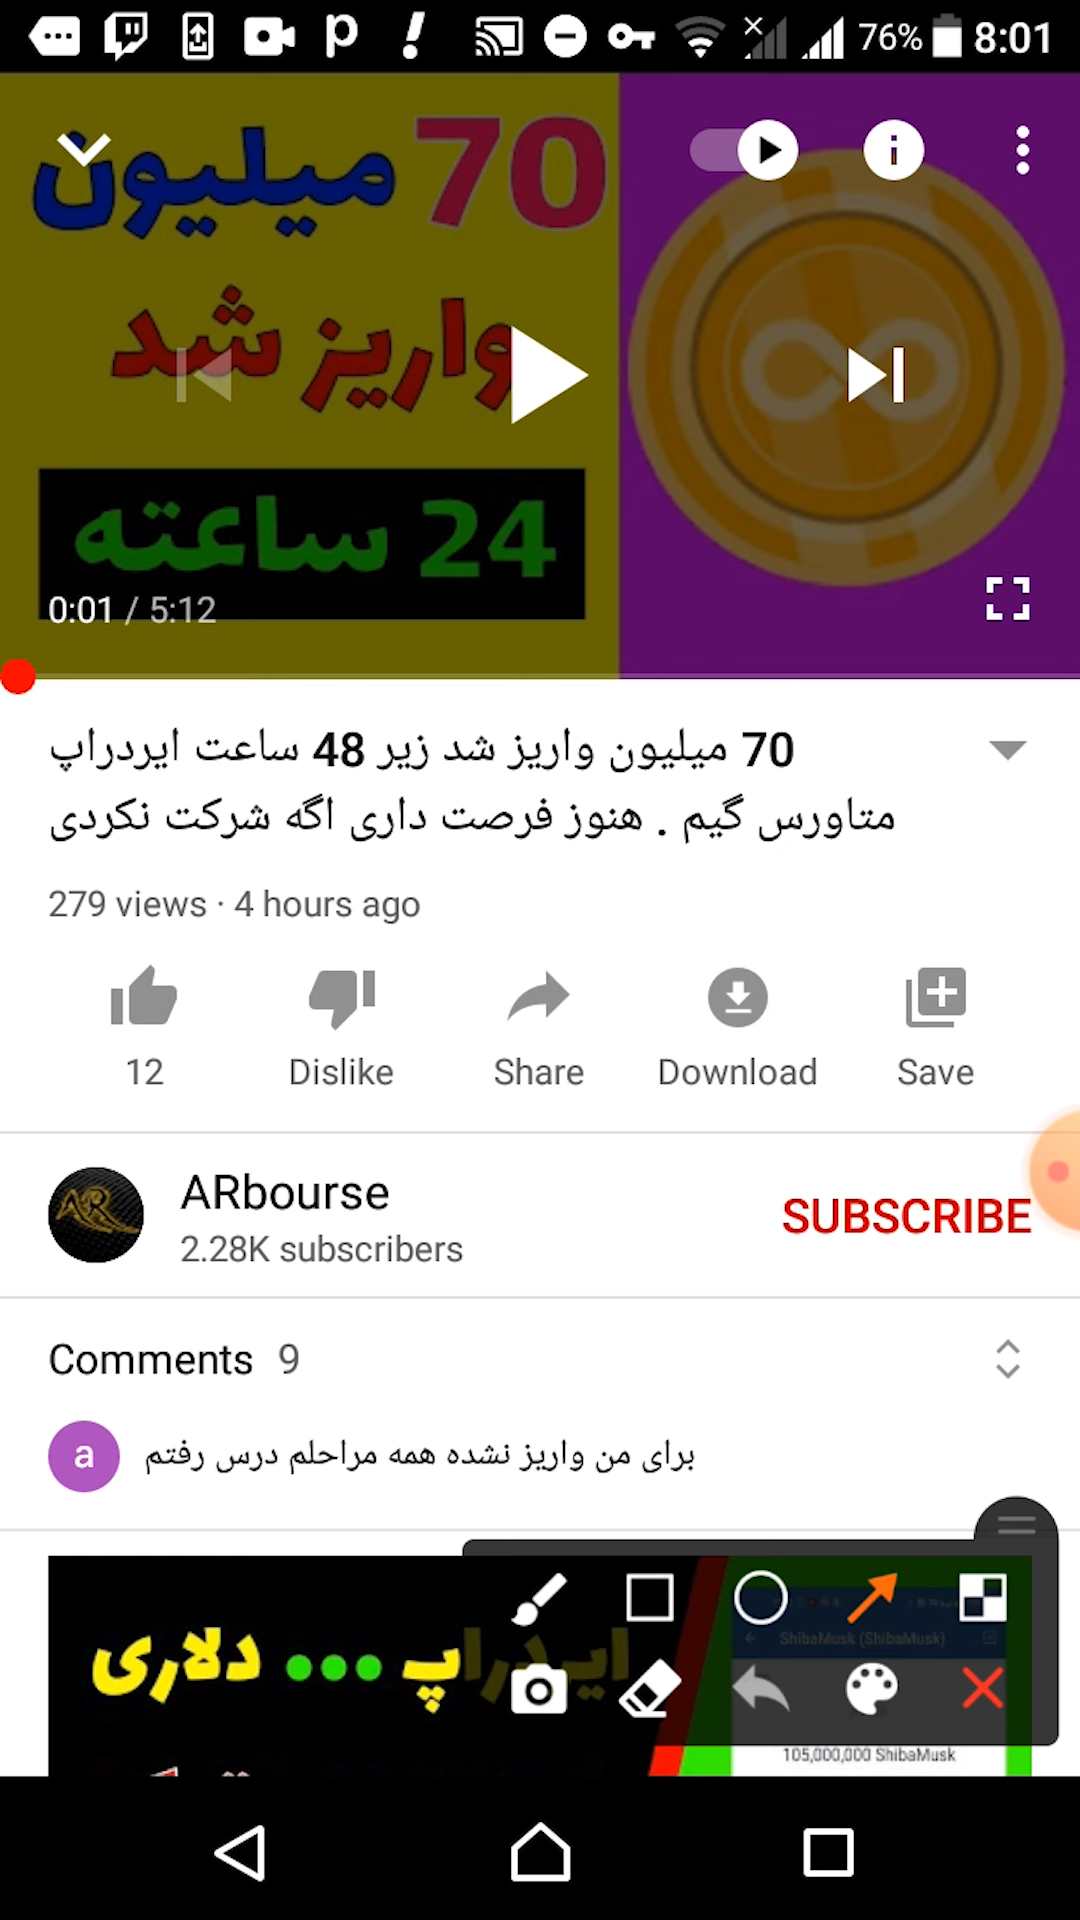 76% 8:01
70 میلیون
واریز شد
24 ساعته
0:01 / 5:12
70 میلیون واریز شد زیر 48 ساعت ایردراپ
متاورس گیم . هنوز فرصت داری اگه شرکت نکردی
279 views · 4 hours ago
12 Dislike Share Download Save
ARbourse
2.28K subscribers
SUBSCRIBE
Comments 9
a برای من واریز نشده همه مراحلم درس رفتم
ShibaMusk (ShibaMusk)
ایردراپ ... دلاری
105,000,000 ShibaMusk